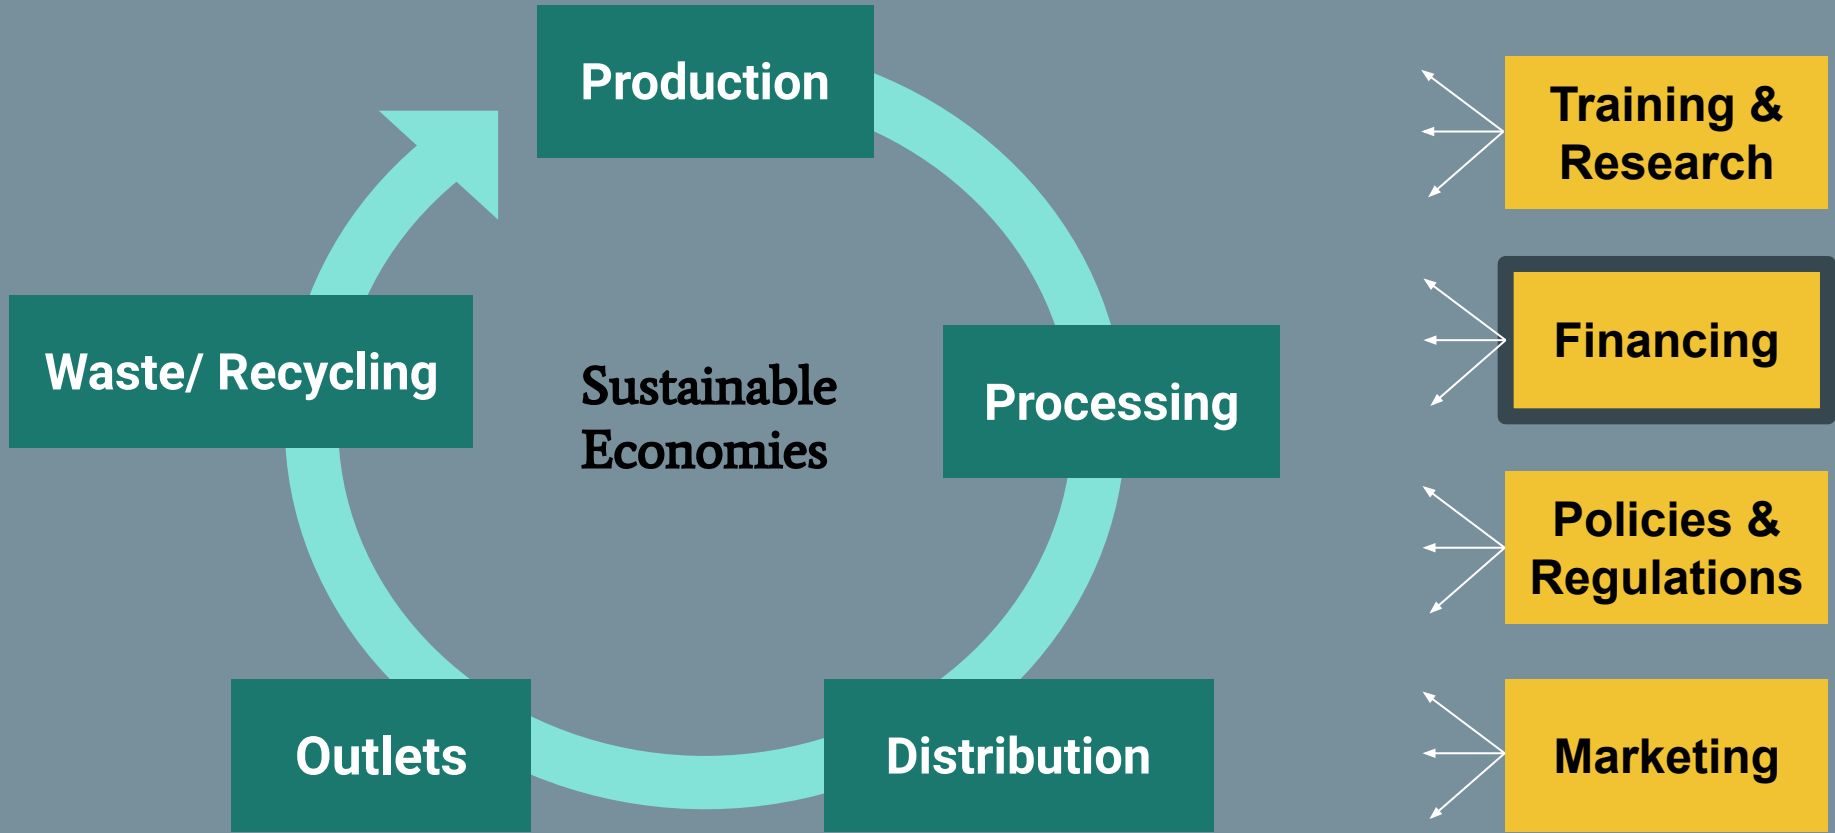 Production
Training &
Research
Waste/ Recycling
Sustainable
Economies
Processing
Financing
Policies &
Regulations
Outlets
Distribution
Marketing